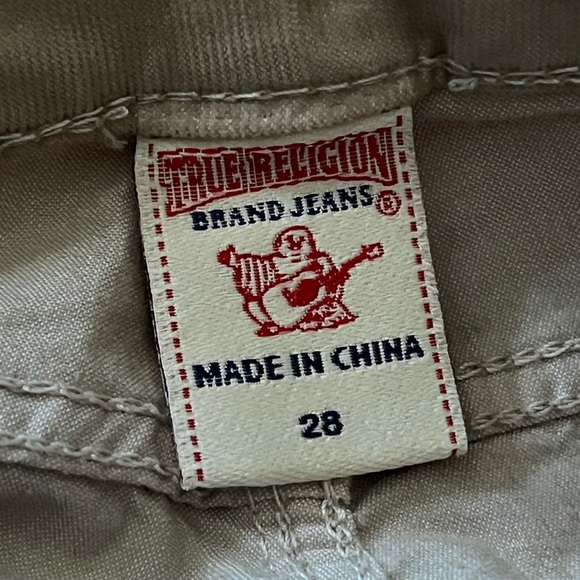 TRUE RELIGION
BRAND JEANS®
MADE IN CHINA
28